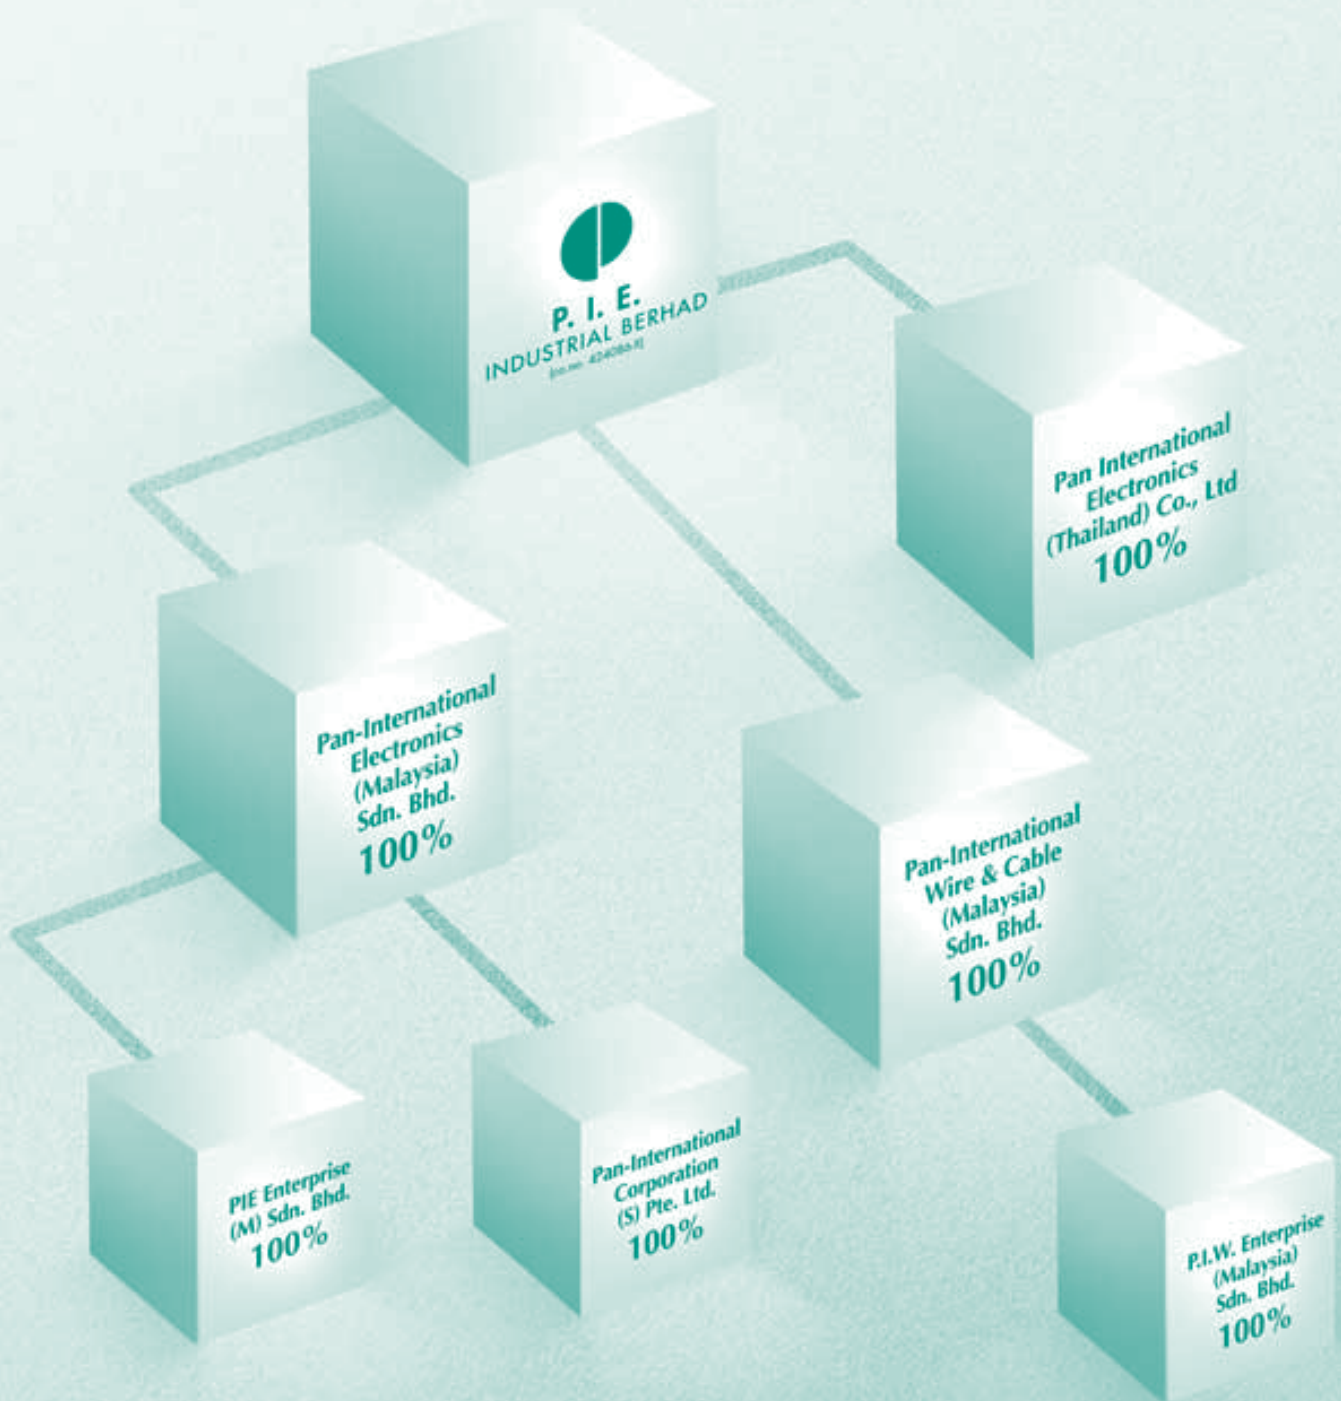 P. I. E.
INDUSTRIAL BERHAD
Pan International
Electronics
(Thailand) Co., Ltd
100%
Pan-International
Electronics
(Malaysia)
Sdn. Bhd.
100%
Pan-International
Wire & Cable
(Malaysia)
Sdn. Bhd.
100%
PIE Enterprise
(M) Sdn. Bhd.
100%
Pan-International
Corporation
(S) Pte. Ltd.
100%
P.I.W. Enterprise
(Malaysia)
Sdn. Bhd.
100%